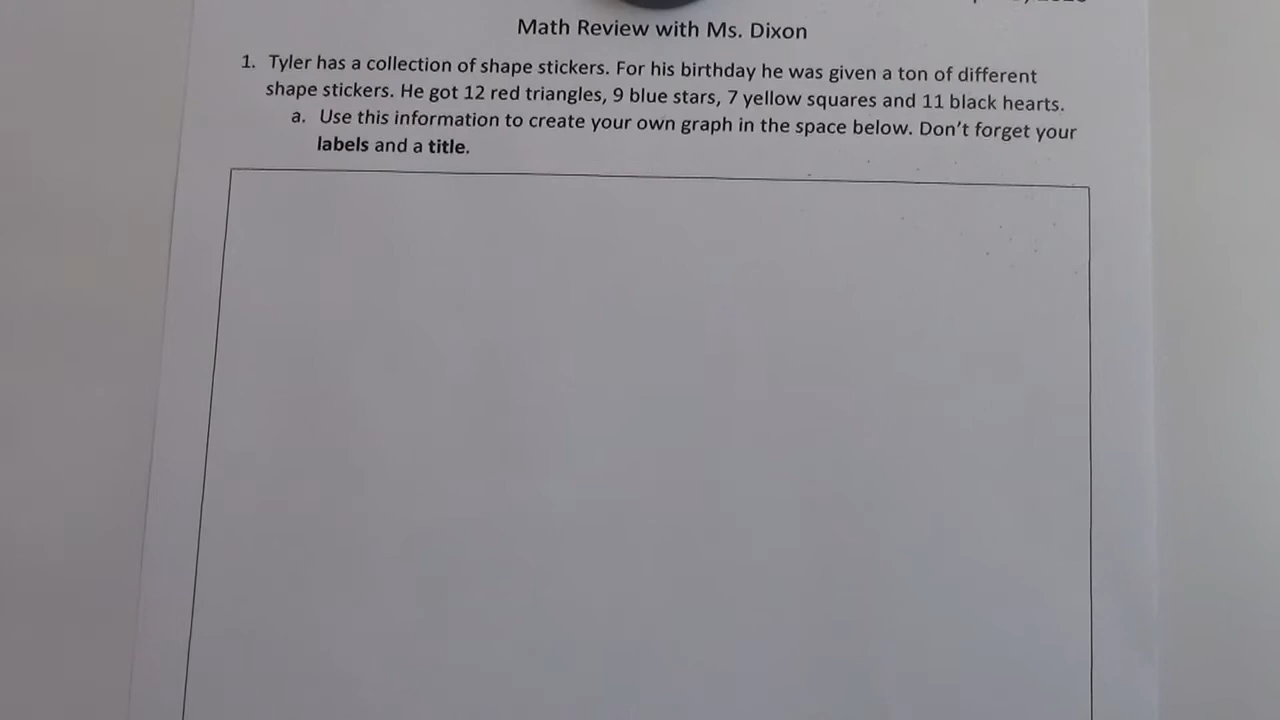 Math Review with Ms. Dixon
1. Tyler has a collection of shape stickers. For his birthday he was given a ton of different
shape stickers. He got 12 red triangles, 9 blue stars, 7 yellow squares and 11 black hearts.
a. Use this information to create your own graph in the space below. Don't forget your
labels and a title.